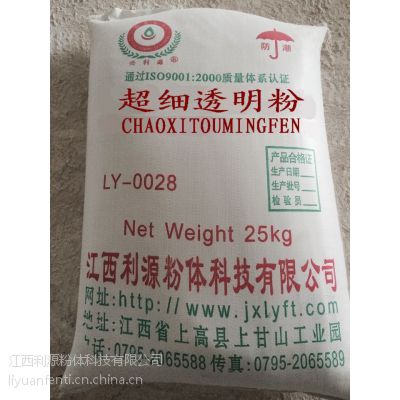 防潮
通过ISO9001:2000质量体系认证
超细透明粉
CHAOXITOUMINGFEN
产品合格证
生产日期
生产批号
检验员
LY-0028
Net Weight 25kg
江西利源粉体科技有限公司
网址:http://www.jxlyft.com
地址:江西省上高县上甘山工业园
电话:0795-2065588 传真:0795-2065589
江西利源粉体科技有限公司
liyuanfenti.cn.china.cn